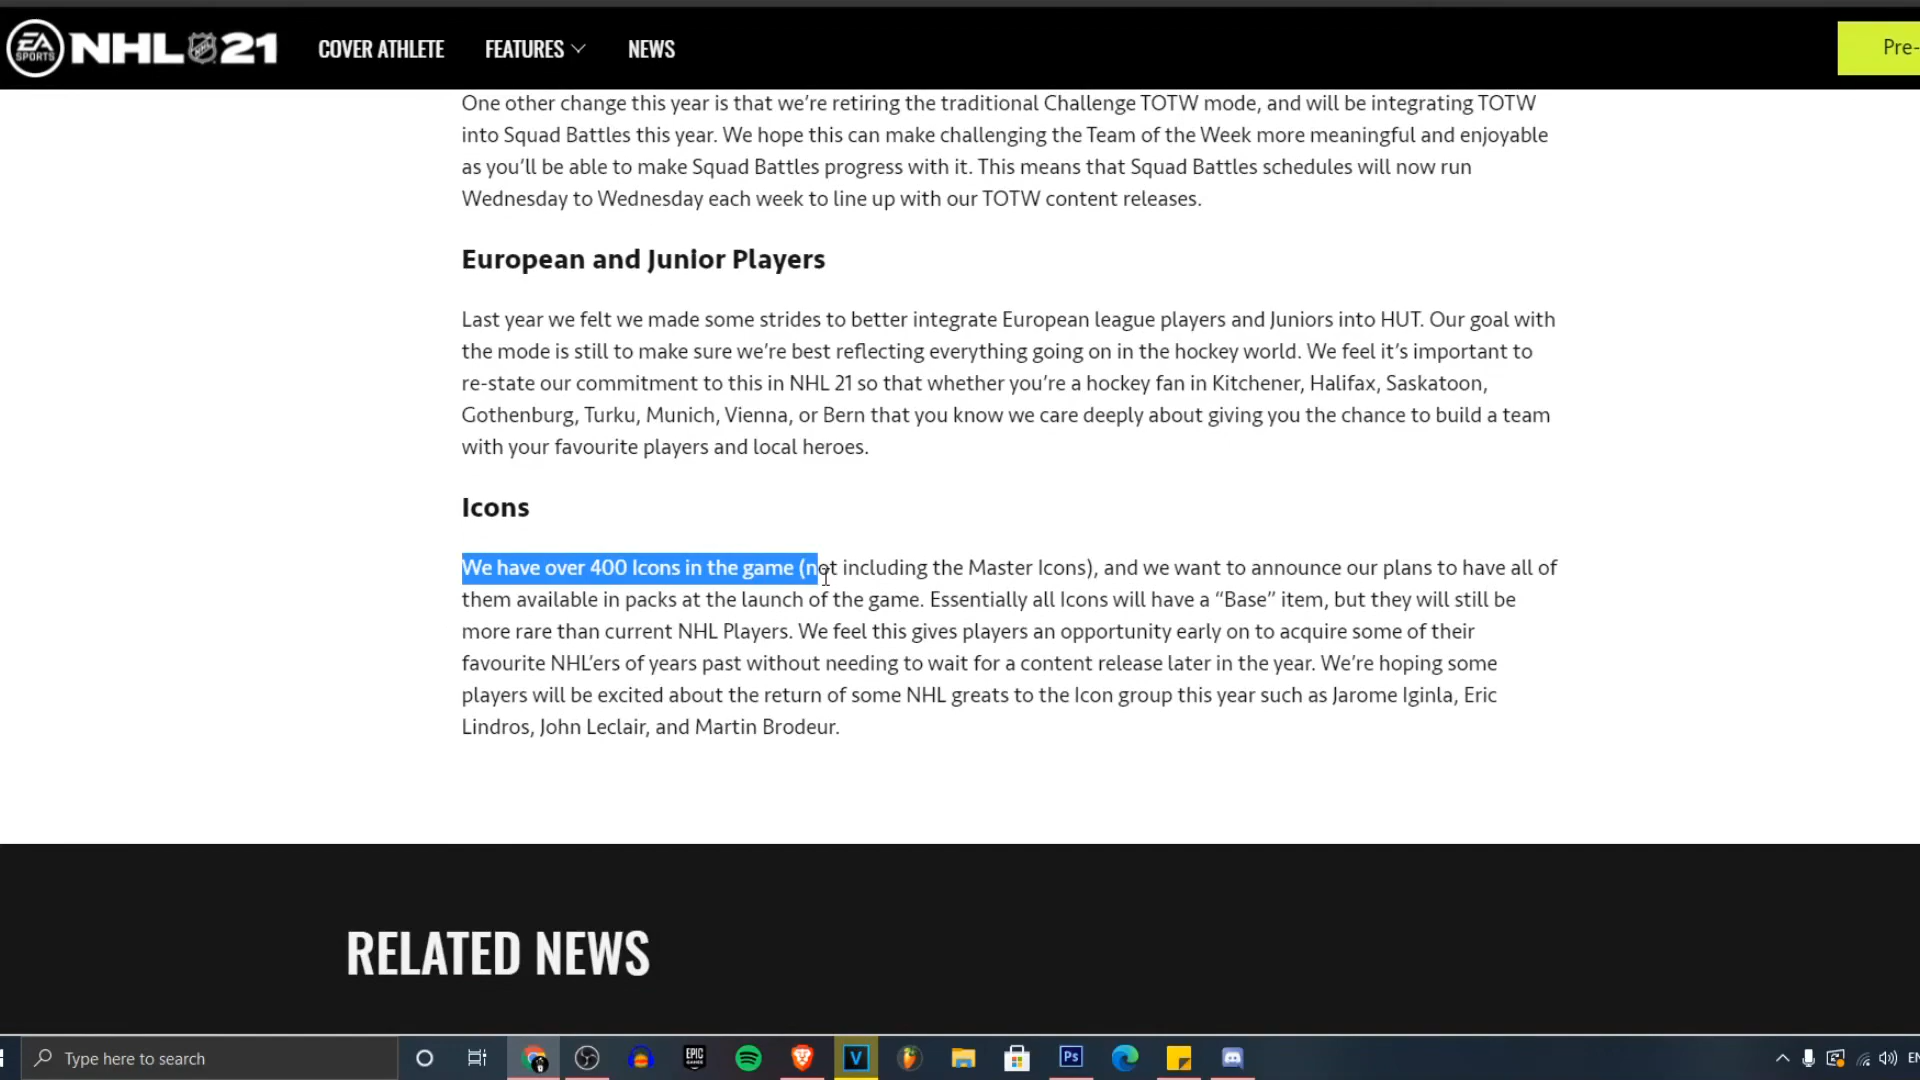 EA SPORTS NHL 21 COVER ATHLETE FEATURES NEWS Pre-
One other change this year is that we’re retiring the traditional Challenge TOTW mode, and will be integrating TOTW
into Squad Battles this year. We hope this can make challenging the Team of the Week more meaningful and enjoyable
as you’ll be able to make Squad Battles progress with it. This means that Squad Battles schedules will now run
Wednesday to Wednesday each week to line up with our TOTW content releases.
European and Junior Players
Last year we felt we made some strides to better integrate European league players and Juniors into HUT. Our goal with
the mode is still to make sure we’re best reflecting everything going on in the hockey world. We feel it’s important to
re-state our commitment to this in NHL 21 so that whether you’re a hockey fan in Kitchener, Halifax, Saskatoon,
Gothenburg, Turku, Munich, Vienna, or Bern that you know we care deeply about giving you the chance to build a team
with your favourite players and local heroes.
Icons
We have over 400 Icons in the game (not including the Master Icons), and we want to announce our plans to have all of
them available in packs at the launch of the game. Essentially all Icons will have a “Base” item, but they will still be
more rare than current NHL Players. We feel this gives players an opportunity early on to acquire some of their
favourite NHL’ers of years past without needing to wait for a content release later in the year. We’re hoping some
players will be excited about the return of some NHL greats to the Icon group this year such as Jarome Iginla, Eric
Lindros, John Leclair, and Martin Brodeur.
RELATED NEWS
Type here to search EPIC GAMES V Ps EN